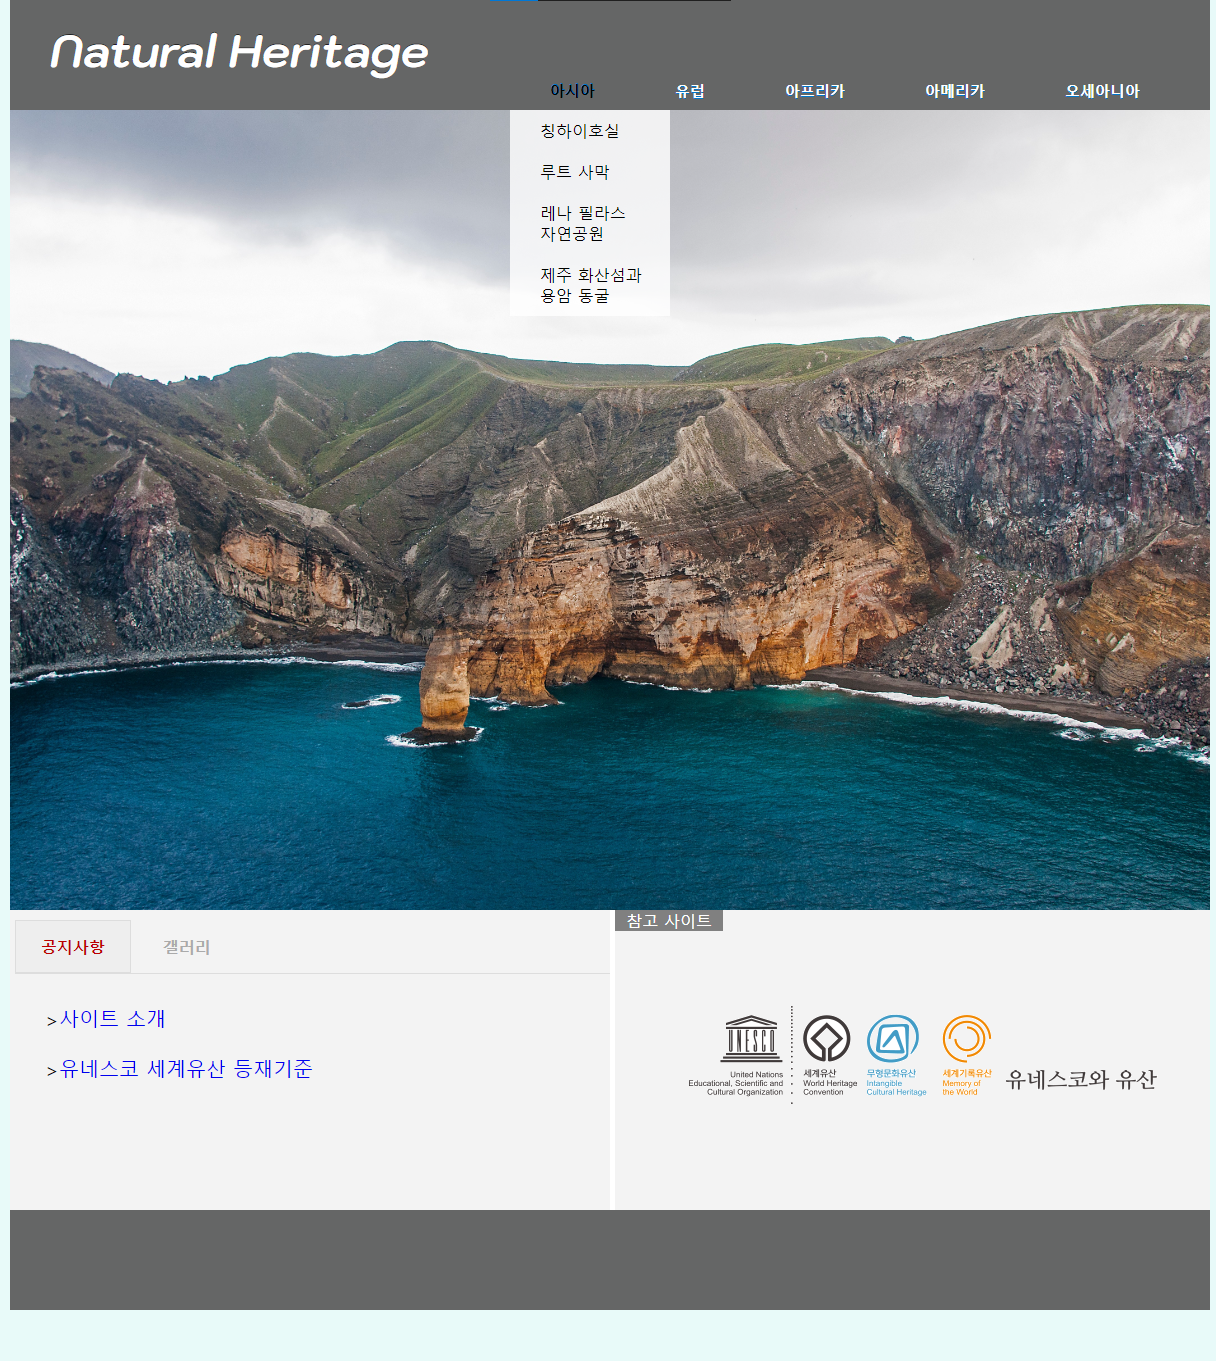 Natural Heritage
아시아 유럽 아프리카 아메리카 오세아니아
칭하이호실
루트 사막
레나 필라스
자연공원
제주 화산섬과
용암 동굴
공지사항 갤러리
>사이트 소개
>유네스코 세계유산 등재기준
참고 사이트
UNESCO
United Nations
Educational, Scientific and
Cultural Organization
세계유산
World Heritage
Convention
무형문화유산
Intangible
Cultural Heritage
세계기록유산
Memory of
the World
유네스코와 유산